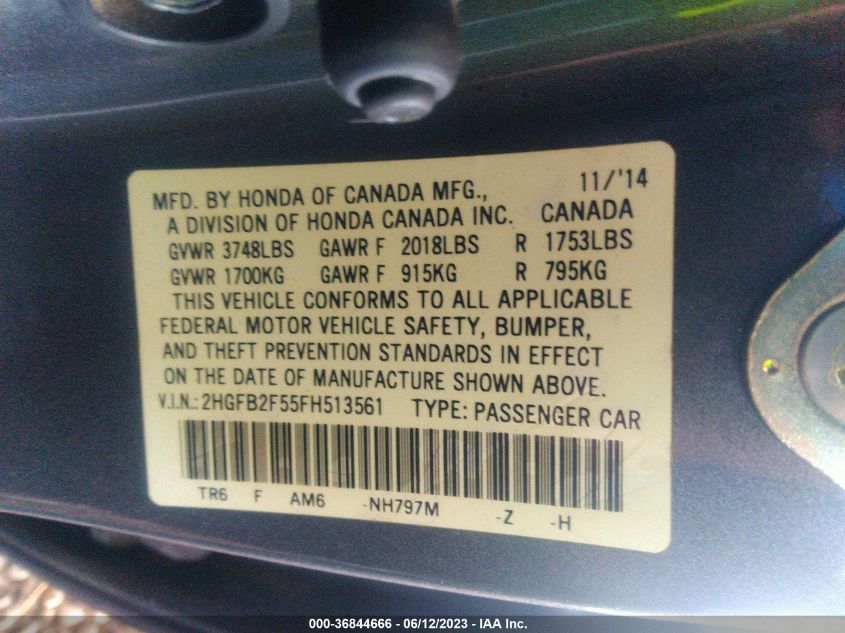 11/'14
MFD. BY HONDA OF CANADA MFG.,
A DIVISION OF HONDA CANADA INC. CANADA
GVWR 3748LBS GAWR F 2018LBS R 1753LBS
GVWR 1700KG GAWR F 915KG R 795KG
THIS VEHICLE CONFORMS TO ALL APPLICABLE
FEDERAL MOTOR VEHICLE SAFETY, BUMPER,
AND THEFT PREVENTION STANDARDS IN EFFECT
ON THE DATE OF MANUFACTURE SHOWN ABOVE.
V.I.N.: 2HGFB2F55FH513561 TYPE: PASSENGER CAR
TR6 F AM6 -NH797M -Z -H
000-36844666 - 06/12/2023 - IAA Inc.